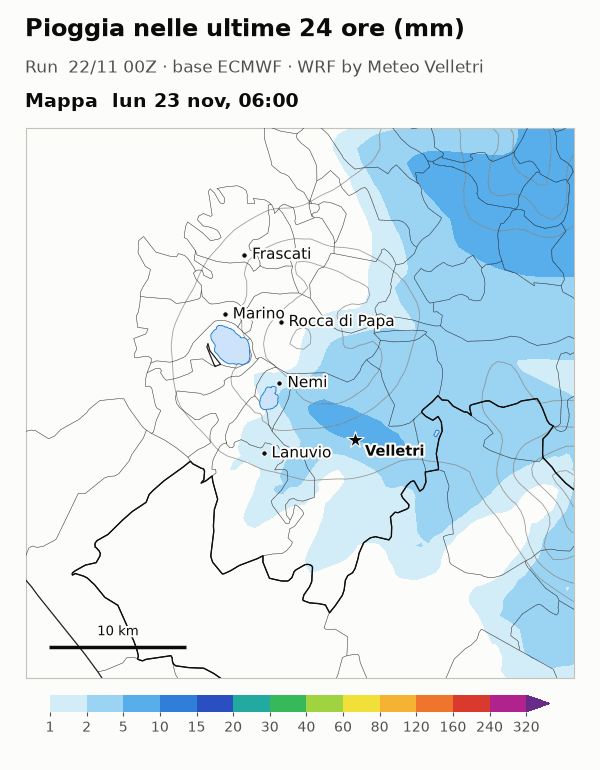 Pioggia nelle ultime 24 ore (mm)
Run  22/11 00Z · base ECMWF · WRF by Meteo Velletri
Mappa  lun 23 nov, 06:00
Frascati
Marino
Rocca di Papa
Nemi
Velletri
Lanuvio
10 km
1 2 5 10 15 20 30 40 60 80 120 160 240 320